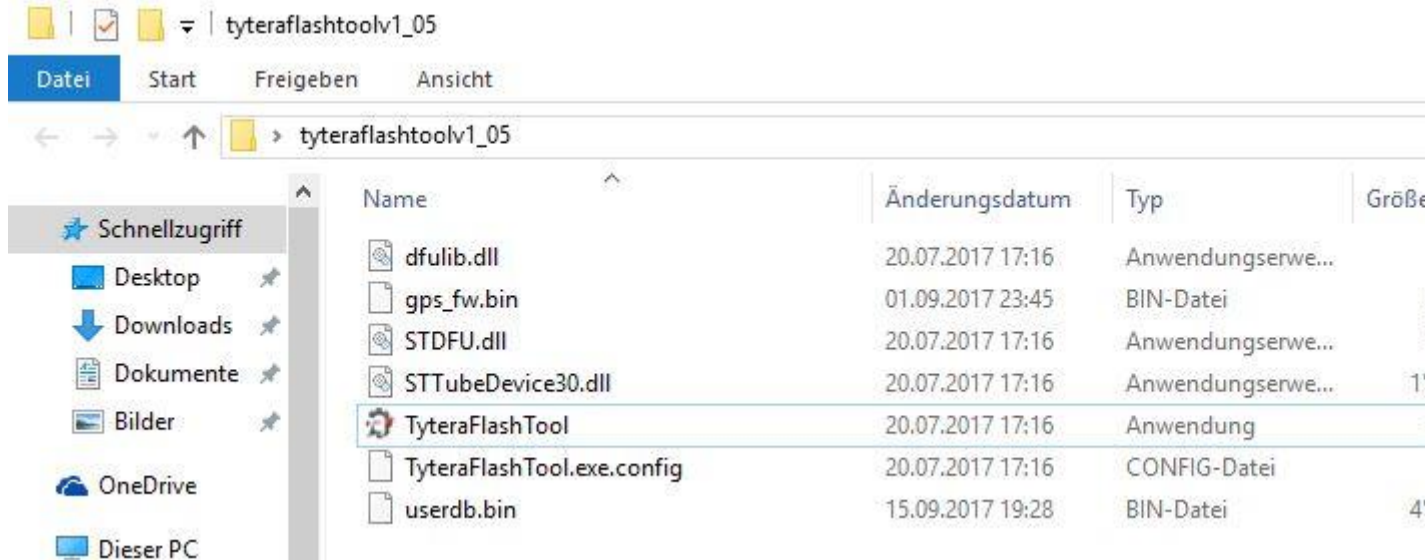 tyteraflashtoolv1_05
Datei Start Freigeben Ansicht
tyteraflashtoolv1_05
Name Änderungsdatum Typ Größe
Schnellzugriff
Desktop
Downloads
Dokumente
Bilder
OneDrive
Dieser PC
dfulib.dll 20.07.2017 17:16 Anwendungserwe...
gps_fw.bin 01.09.2017 23:45 BIN-Datei
STDFU.dll 20.07.2017 17:16 Anwendungserwe...
STTubeDevice30.dll 20.07.2017 17:16 Anwendungserwe...
TyteraFlashTool 20.07.2017 17:16 Anwendung
TyteraFlashTool.exe.config 20.07.2017 17:16 CONFIG-Datei
userdb.bin 15.09.2017 19:28 BIN-Datei